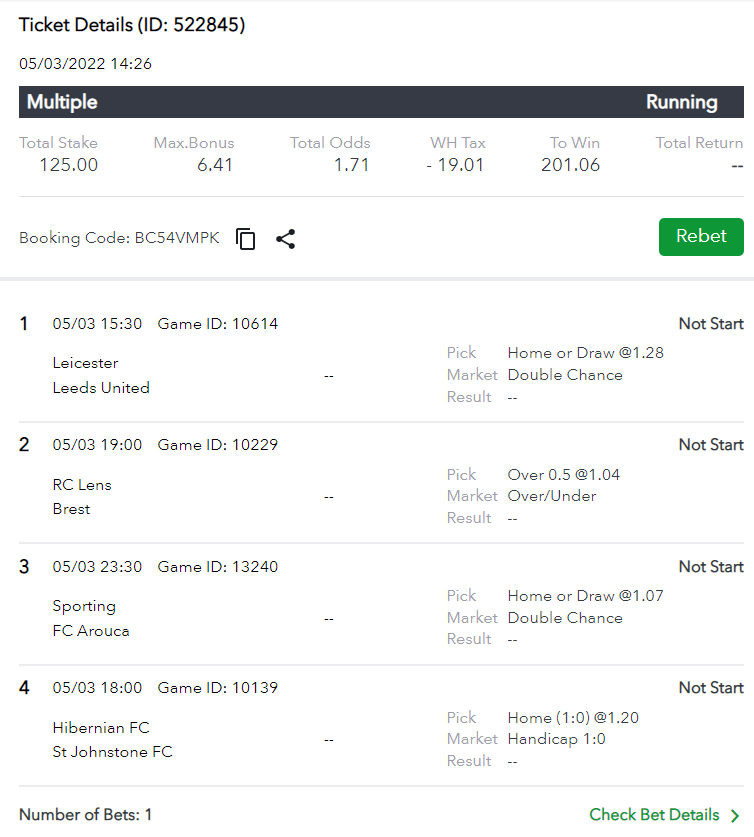 Ticket Details (ID: 522845)
05/03/2022 14:26
Multiple Running
Total Stake Max.Bonus Total Odds WH Tax To Win Total Return
125.00 6.41 1.71 - 19.01 201.06 --
Booking Code: BC54VMPK Rebet
1 05/03 15:30 Game ID: 10614 Not Start
Leicester
Leeds United
--
Pick Home or Draw @1.28
Market Double Chance
Result --
2 05/03 19:00 Game ID: 10229 Not Start
RC Lens
Brest
--
Pick Over 0.5 @1.04
Market Over/Under
Result --
3 05/03 23:30 Game ID: 13240 Not Start
Sporting
FC Arouca
--
Pick Home or Draw @1.07
Market Double Chance
Result --
4 05/03 18:00 Game ID: 10139 Not Start
Hibernian FC
St Johnstone FC
--
Pick Home (1:0) @1.20
Market Handicap 1:0
Result --
Number of Bets: 1 Check Bet Details